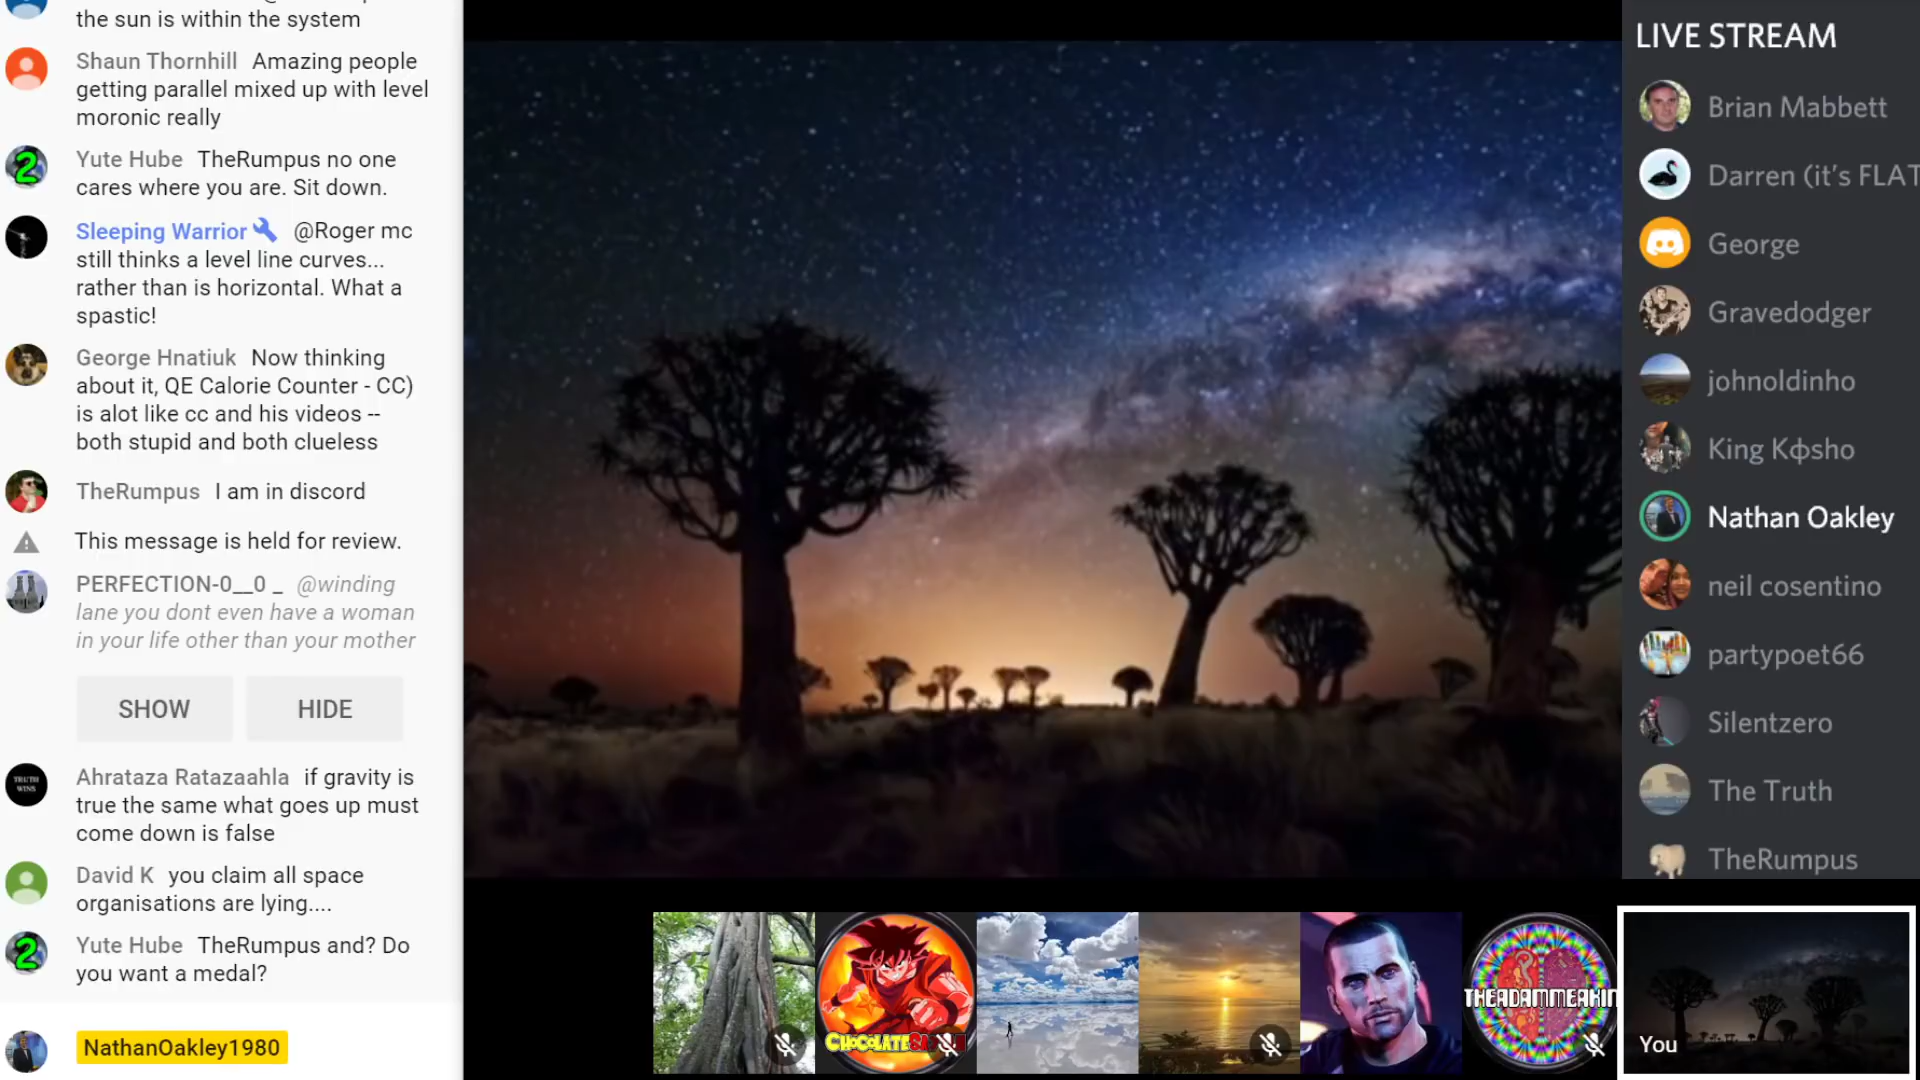 the sun is within the system
Shaun Thornhill Amazing people
getting parallel mixed up with level
moronic really
Yute Hube TheRumpus no one
cares where you are. Sit down.
Sleeping Warrior @Roger mc
still thinks a level line curves...
rather than is horizontal. What a
spastic!
George Hnatiuk Now thinking
about it, QE Calorie Counter - CC)
is alot like cc and his videos --
both stupid and both clueless
TheRumpus I am in discord
This message is held for review.
PERFECTION-0__0 _ @winding
lane you dont even have a woman
in your life other than your mother
SHOW HIDE
TRUTH
WINS
Ahrataza Ratazaahla if gravity is
true the same what goes up must
come down is false
David K you claim all space
organisations are lying....
2
Yute Hube TheRumpus and? Do
you want a medal?
NathanOakley1980
LIVE STREAM
Brian Mabbett
Darren (it's FLAT
George
Gravedodger
johnoldinho
King Kφsho
Nathan Oakley
neil cosentino
partypoet66
Silentzero
The Truth
TheRumpus
THEADAMMEAKIN
You